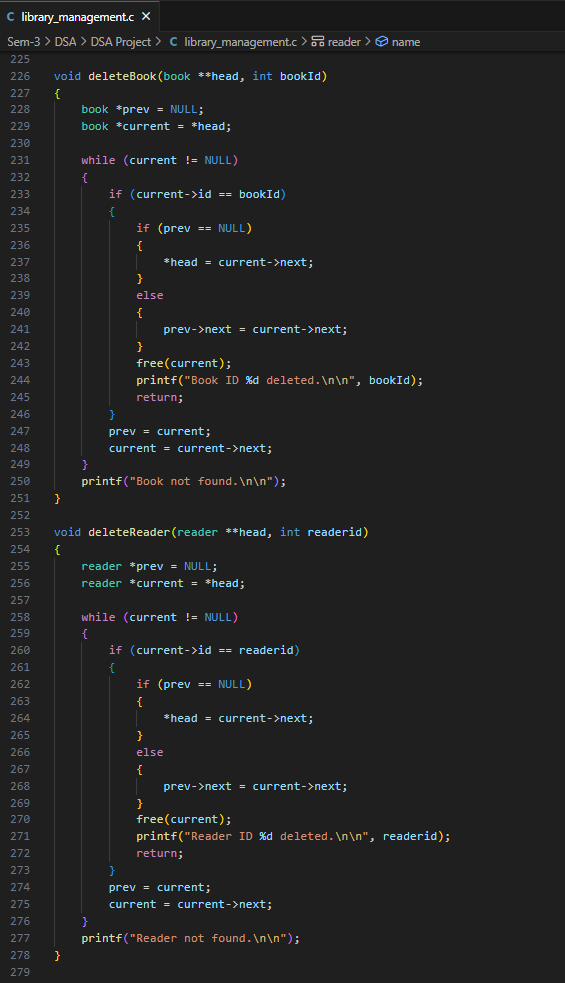 C library_management.c ×
Sem-3 > DSA > DSA Project > C library_management.c > reader > name
225
226 void deleteBook(book **head, int bookId)
227 {
228     book *prev = NULL;
229     book *current = *head;
230
231     while (current != NULL)
232     {
233         if (current->id == bookId)
234         {
235             if (prev == NULL)
236             {
237                 *head = current->next;
238             }
239             else
240             {
241                 prev->next = current->next;
242             }
243             free(current);
244             printf("Book ID %d deleted.\n\n", bookId);
245             return;
246         }
247         prev = current;
248         current = current->next;
249     }
250     printf("Book not found.\n\n");
251 }
252
253 void deleteReader(reader **head, int readerid)
254 {
255     reader *prev = NULL;
256     reader *current = *head;
257
258     while (current != NULL)
259     {
260         if (current->id == readerid)
261         {
262             if (prev == NULL)
263             {
264                 *head = current->next;
265             }
266             else
267             {
268                 prev->next = current->next;
269             }
270             free(current);
271             printf("Reader ID %d deleted.\n\n", readerid);
272             return;
273         }
274         prev = current;
275         current = current->next;
276     }
277     printf("Reader not found.\n\n");
278 }
279